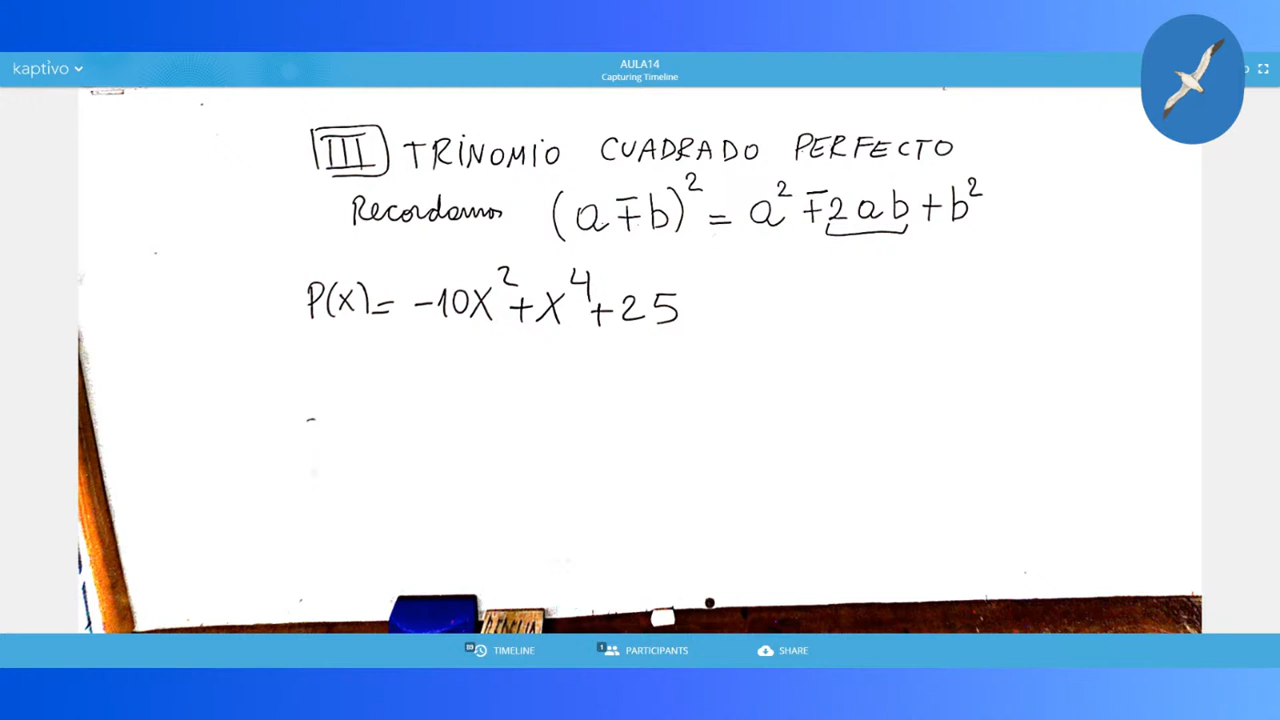 kaptivo
AULA14
Capturing Timeline
III TRINOMIO CUADRADO PERFECTO
Recordamos (a∓b)² = a² ∓ 2ab + b²
P(x) = -10x² + x⁴ + 25
TIMELINE
1 PARTICIPANTS
SHARE